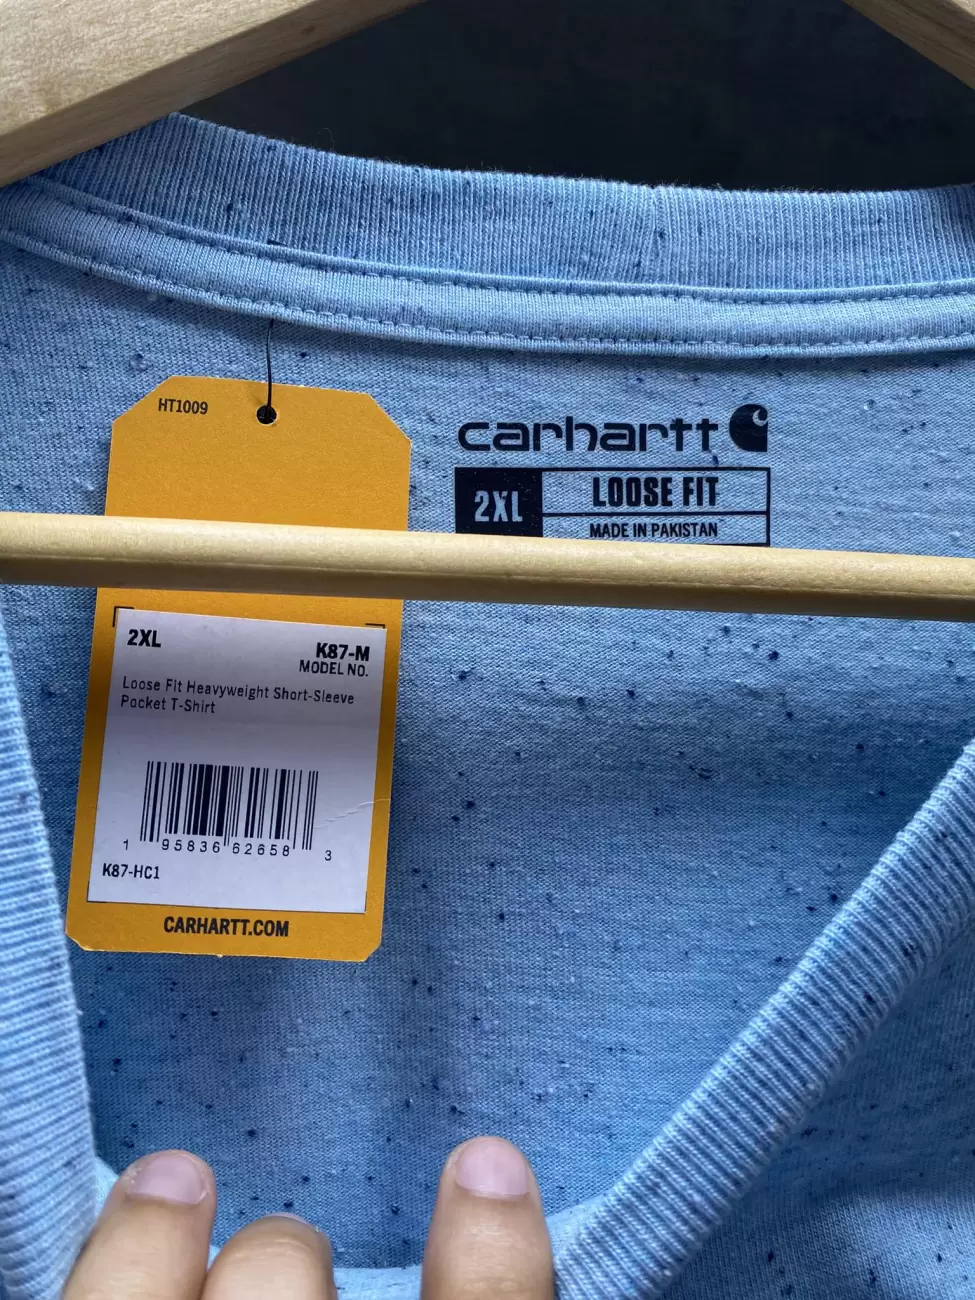 HT1009
carhartt
2XL
LOOSE FIT
MADE IN PAKISTAN
2XL
K87-M
MODEL NO.
Loose Fit Heavyweight Short-Sleeve
Pocket T-Shirt
1 95836 62658 3
K87-HC1
CARHARTT.COM